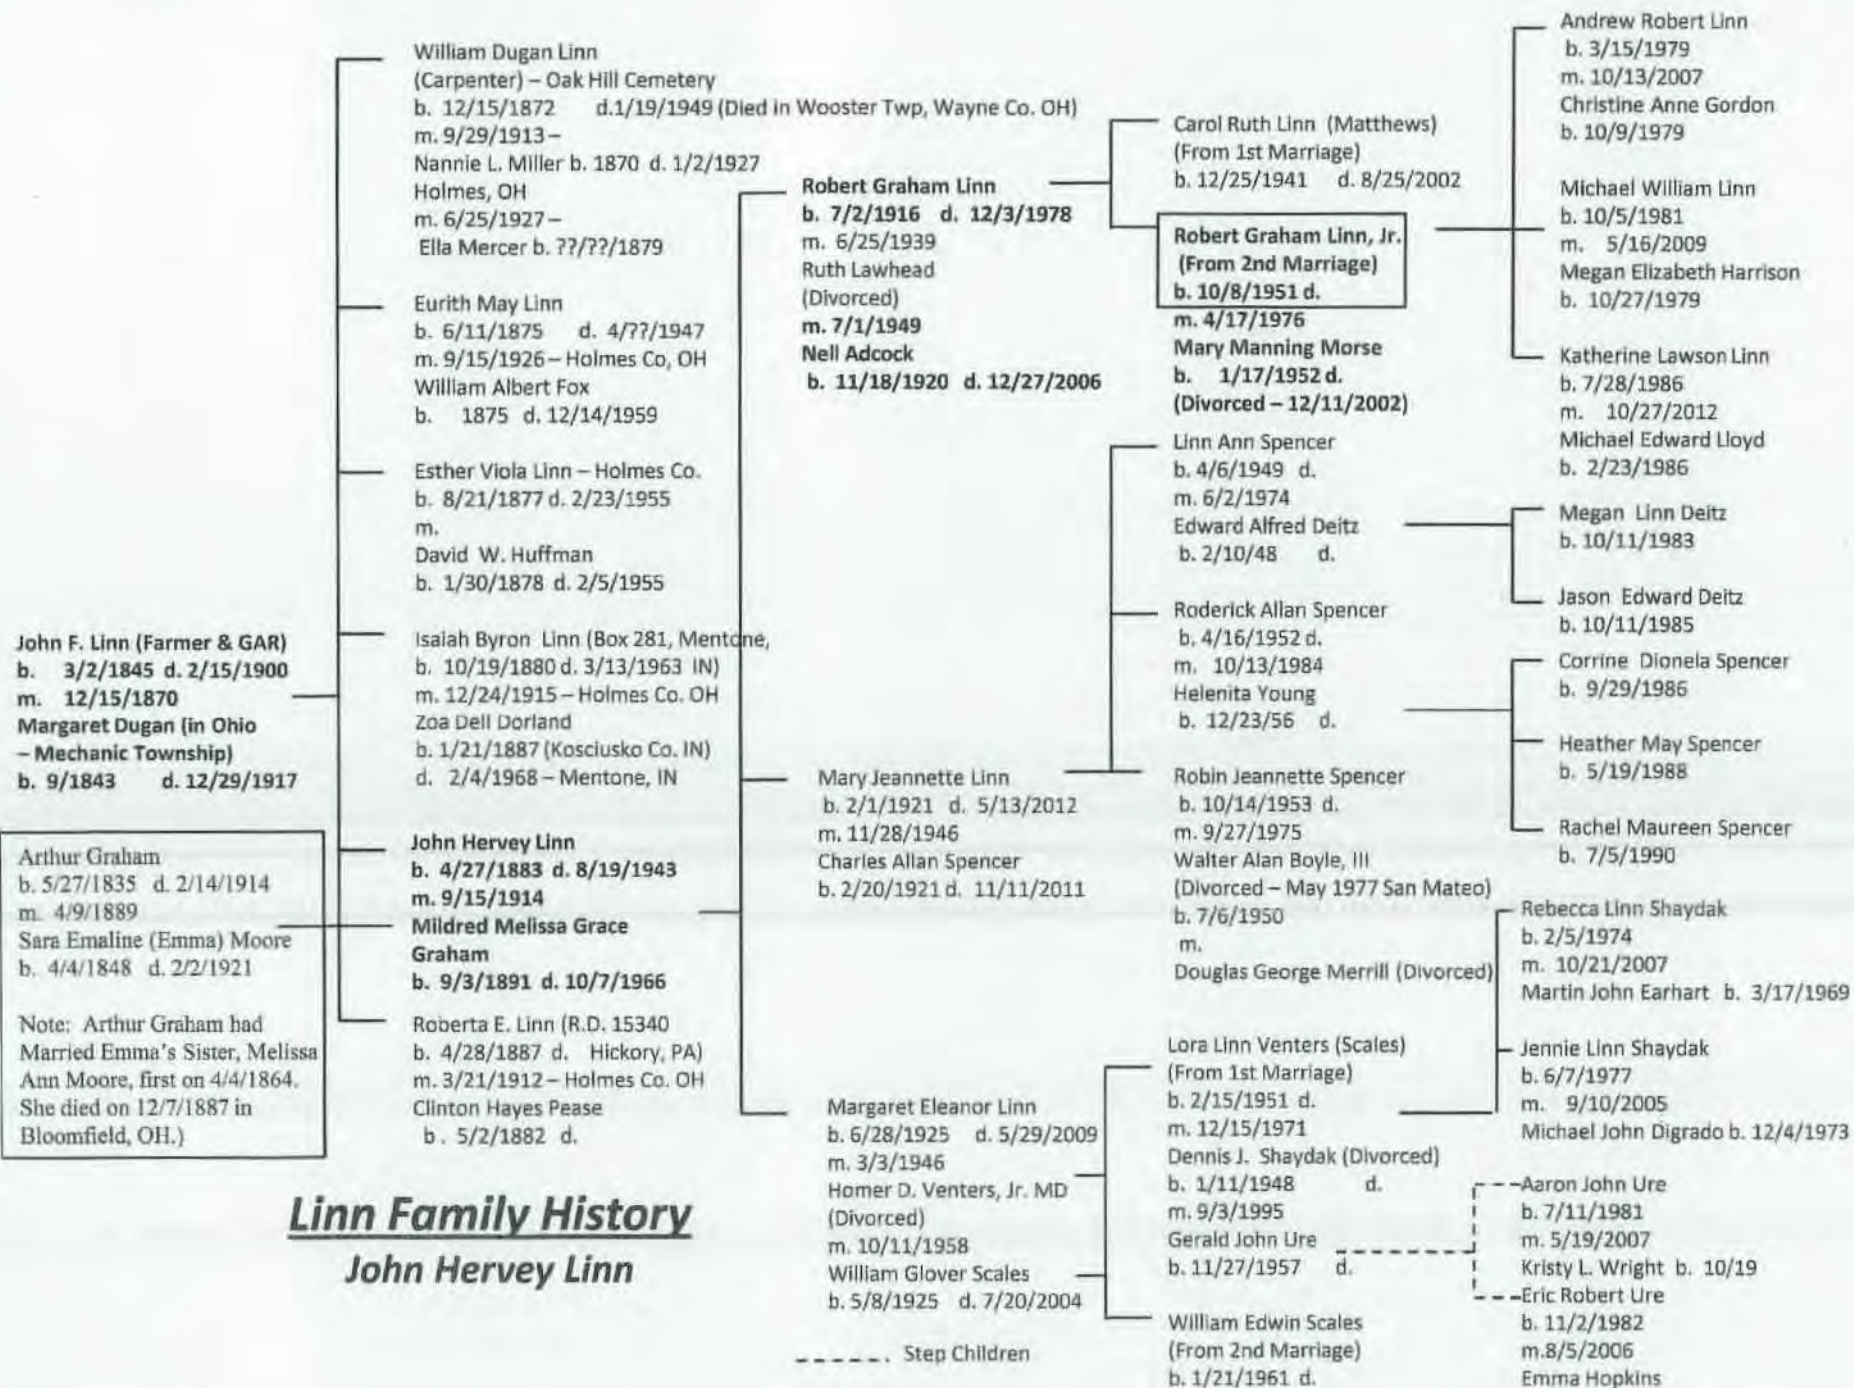 John F. Linn (Farmer & GAR)
b. 3/2/1845 d. 2/15/1900
m. 12/15/1870
Margaret Dugan (in Ohio
– Mechanic Township)
b. 9/1843 d. 12/29/1917
Arthur Graham
b. 5/27/1835 d. 2/14/1914
m. 4/9/1889
Sara Emaline (Emma) Moore
b. 4/4/1848 d. 2/2/1921
Note: Arthur Graham had
Married Emma's Sister, Melissa
Ann Moore, first on 4/4/1864.
She died on 12/7/1887 in
Bloomfield, OH.)
William Dugan Linn
(Carpenter) – Oak Hill Cemetery
b. 12/15/1872 d.1/19/1949 (Died in Wooster Twp, Wayne Co. OH)
m. 9/29/1913 –
Nannie L. Miller b. 1870 d. 1/2/1927
Holmes, OH
m. 6/25/1927 –
Ella Mercer b. ??/??/1879
Eurith May Linn
b. 6/11/1875 d. 4/??/1947
m. 9/15/1926 – Holmes Co, OH
William Albert Fox
b. 1875 d. 12/14/1959
Esther Viola Linn – Holmes Co.
b. 8/21/1877 d. 2/23/1955
m.
David W. Huffman
b. 1/30/1878 d. 2/5/1955
Isaiah Byron Linn (Box 281, Mentone,
b. 10/19/1880 d. 3/13/1963 IN)
m. 12/24/1915 – Holmes Co. OH
Zoa Dell Dorland
b. 1/21/1887 (Kosciusko Co. IN)
d. 2/4/1968 – Mentone, IN
John Hervey Linn
b. 4/27/1883 d. 8/19/1943
m. 9/15/1914
Mildred Melissa Grace
Graham
b. 9/3/1891 d. 10/7/1966
Roberta E. Linn (R.D. 15340
b. 4/28/1887 d. Hickory, PA)
m. 3/21/1912 – Holmes Co. OH
Clinton Hayes Pease
b. 5/2/1882 d.
Linn Family History
John Hervey Linn
Robert Graham Linn
b. 7/2/1916 d. 12/3/1978
m. 6/25/1939
Ruth Lawhead
(Divorced)
m. 7/1/1949
Nell Adcock
b. 11/18/1920 d. 12/27/2006
Mary Jeannette Linn
b. 2/1/1921 d. 5/13/2012
m. 11/28/1946
Charles Allan Spencer
b. 2/20/1921 d. 11/11/2011
Margaret Eleanor Linn
b. 6/28/1925 d. 5/29/2009
m. 3/3/1946
Homer D. Venters, Jr. MD
(Divorced)
m. 10/11/1958
William Glover Scales
b. 5/8/1925 d. 7/20/2004
Step Children
Carol Ruth Linn (Matthews)
(From 1st Marriage)
b. 12/25/1941 d. 8/25/2002
Robert Graham Linn, Jr.
(From 2nd Marriage)
b. 10/8/1951 d.
m. 4/17/1976
Mary Manning Morse
b. 1/17/1952 d.
(Divorced – 12/11/2002)
Linn Ann Spencer
b. 4/6/1949 d.
m. 6/2/1974
Edward Alfred Deitz
b. 2/10/48 d.
Roderick Allan Spencer
b. 4/16/1952 d.
m. 10/13/1984
Helenita Young
b. 12/23/56 d.
Robin Jeannette Spencer
b. 10/14/1953 d.
m. 9/27/1975
Walter Alan Boyle, III
(Divorced – May 1977 San Mateo)
b. 7/6/1950
m.
Douglas George Merrill (Divorced)
Lora Linn Venters (Scales)
(From 1st Marriage)
b. 2/15/1951 d.
m. 12/15/1971
Dennis J. Shaydak (Divorced)
b. 1/11/1948 d.
m. 9/3/1995
Gerald John Ure
b. 11/27/1957 d.
William Edwin Scales
(From 2nd Marriage)
b. 1/21/1961 d.
Andrew Robert Linn
b. 3/15/1979
m. 10/13/2007
Christine Anne Gordon
b. 10/9/1979
Michael William Linn
b. 10/5/1981
m. 5/16/2009
Megan Elizabeth Harrison
b. 10/27/1979
Katherine Lawson Linn
b. 7/28/1986
m. 10/27/2012
Michael Edward Lloyd
b. 2/23/1986
Megan Linn Deitz
b. 10/11/1983
Jason Edward Deitz
b. 10/11/1985
Corrine Dionela Spencer
b. 9/29/1986
Heather May Spencer
b. 5/19/1988
Rachel Maureen Spencer
b. 7/5/1990
Rebecca Linn Shaydak
b. 2/5/1974
m. 10/21/2007
Martin John Earhart b. 3/17/1969
Jennie Linn Shaydak
b. 6/7/1977
m. 9/10/2005
Michael John Digrado b. 12/4/1973
Aaron John Ure
b. 7/11/1981
m. 5/19/2007
Kristy L. Wright b. 10/19
Eric Robert Ure
b. 11/2/1982
m.8/5/2006
Emma Hopkins